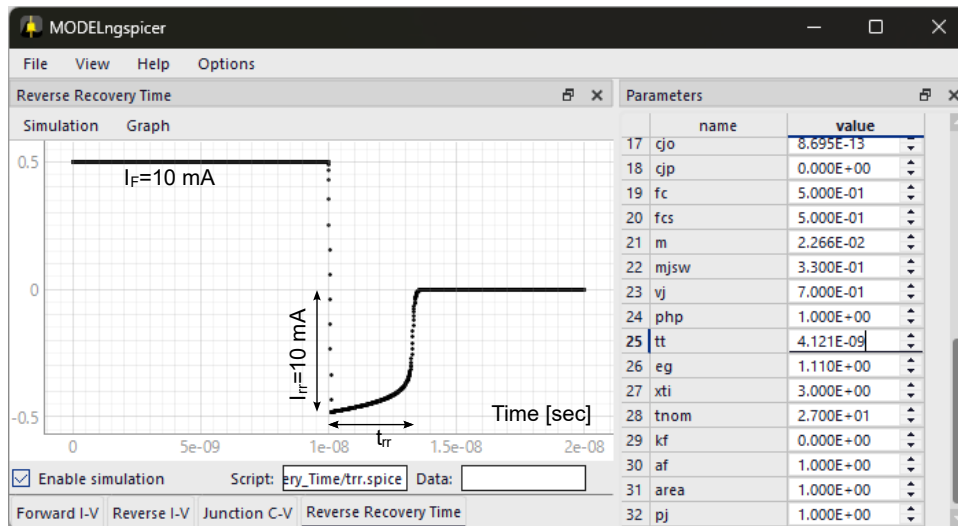 MODELngspicer
File View Help Options
Reverse Recovery Time
Simulation Graph
0.5
0
-0.5
I_F=10 mA
I_rr=10 mA
t_rr
Time [sec]
0 5e-09 1e-08 1.5e-08 2e-08
Enable simulation Script: ery_Time/trr.spice Data:
Forward I-V Reverse I-V Junction C-V Reverse Recovery Time
Parameters
name value
17 cjo 8.695E-13
18 cjp 0.000E+00
19 fc 5.000E-01
20 fcs 5.000E-01
21 m 2.266E-02
22 mjsw 3.300E-01
23 vj 7.000E-01
24 php 1.000E+00
25 tt 4.121E-09
26 eg 1.110E+00
27 xti 3.000E+00
28 tnom 2.700E+01
29 kf 0.000E+00
30 af 1.000E+00
31 area 1.000E+00
32 pj 1.000E+00